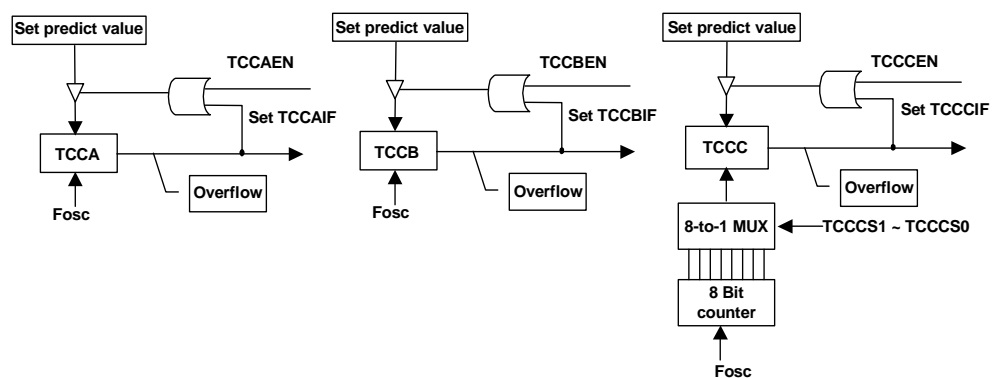 Set predict value
TCCAEN
Set TCCAIF
TCCA
Overflow
Fosc
Set predict value
TCCBEN
Set TCCBIF
TCCB
Overflow
Fosc
Set predict value
TCCCEN
Set TCCCIF
TCCC
Overflow
8-to-1 MUX
TCCCS1 ~ TCCCS0
8 Bit
counter
Fosc